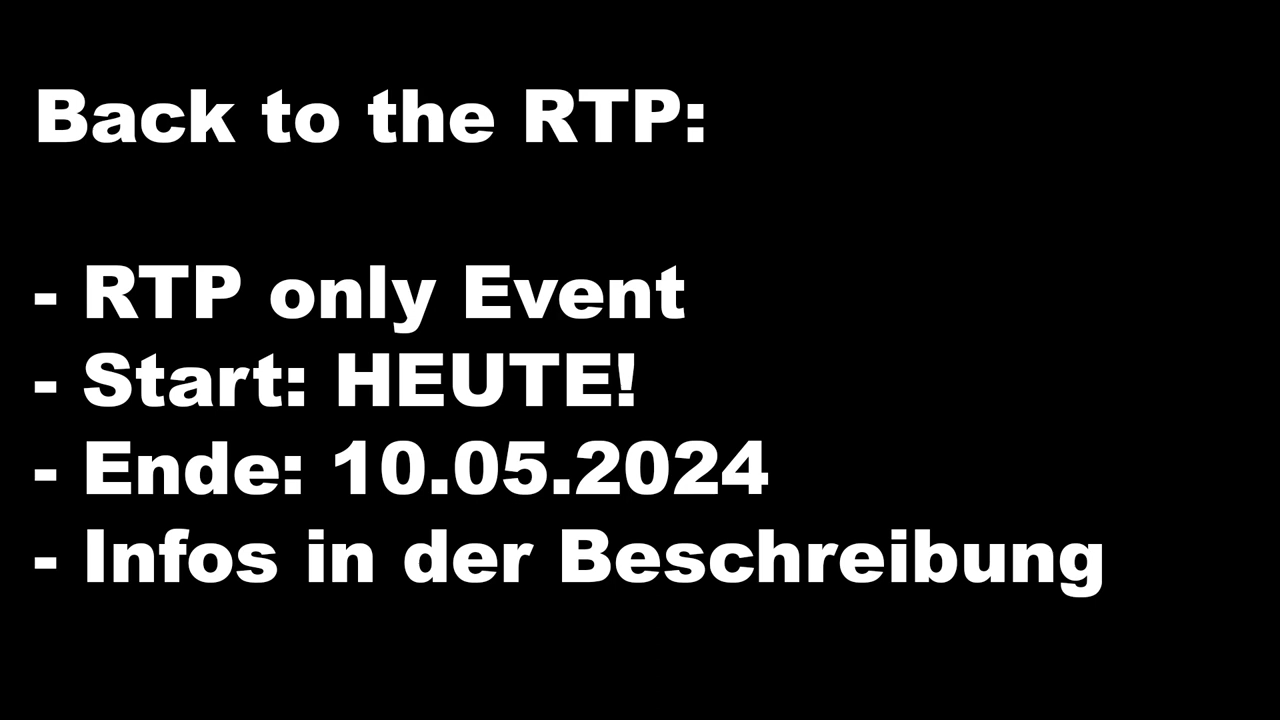 Back to the RTP:
- RTP only Event
- Start: HEUTE!
- Ende: 10.05.2024
- Infos in der Beschreibung